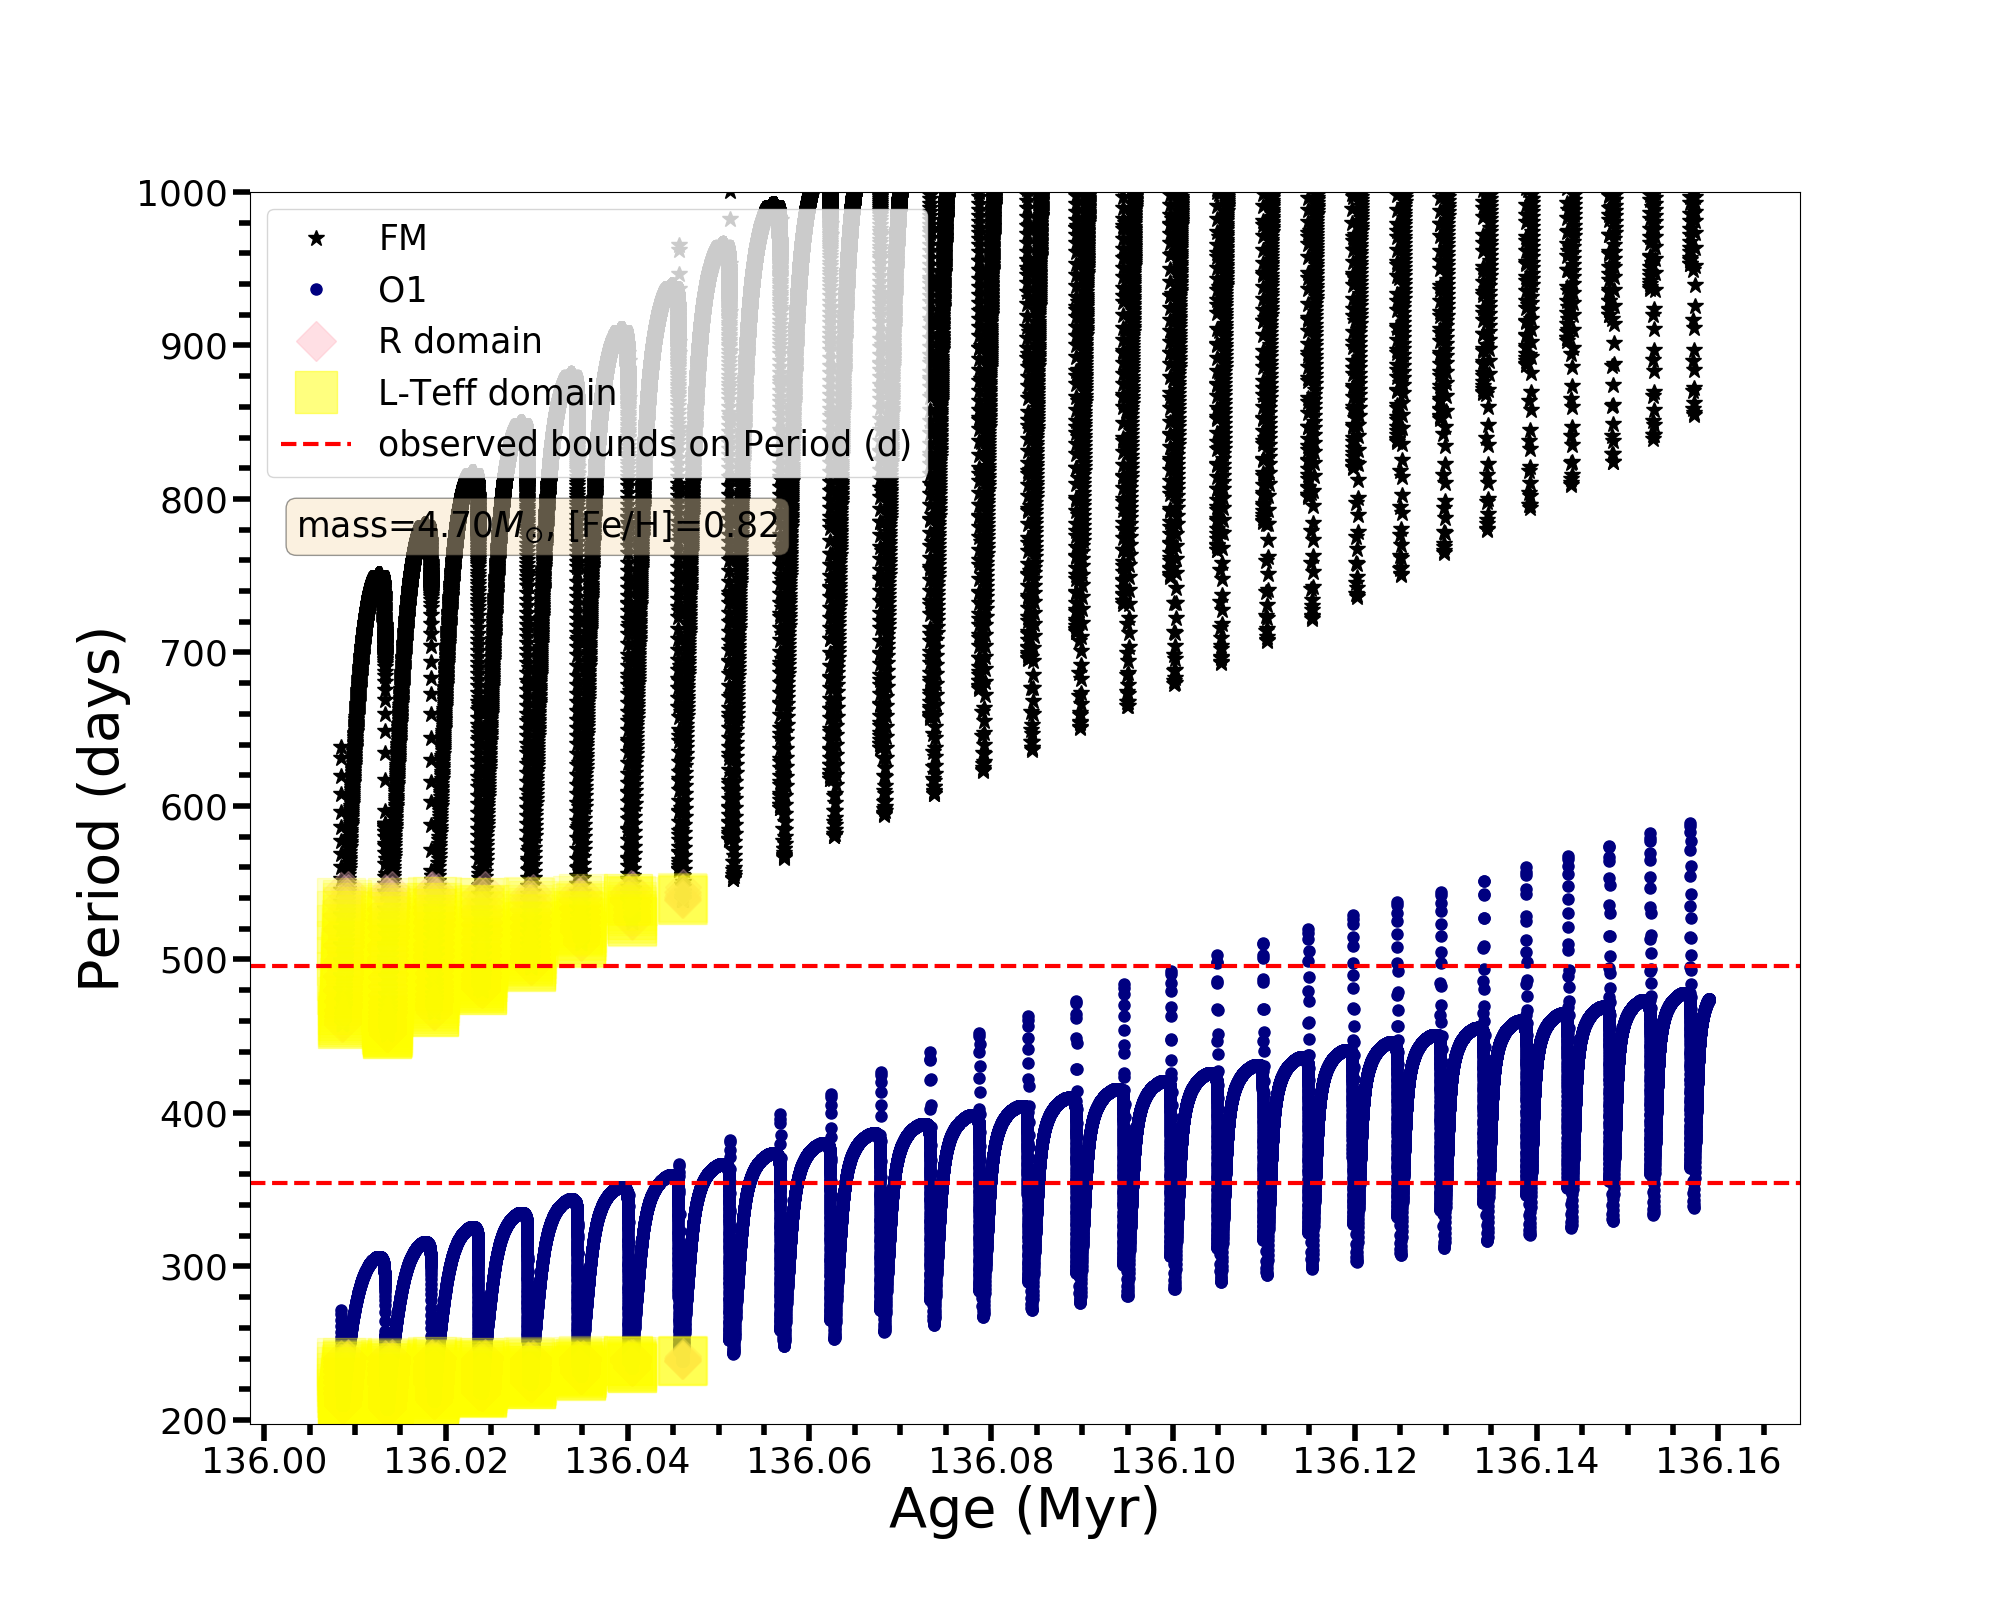 1000
900
800
700
600
500
400
300
200
Period (days)
FM
O1
R domain
L-Teff domain
observed bounds on Period (d)
mass=4.70M☉, [Fe/H]=0.82
136.00 136.02 136.04 136.06 136.08 136.10 136.12 136.14 136.16
Age (Myr)